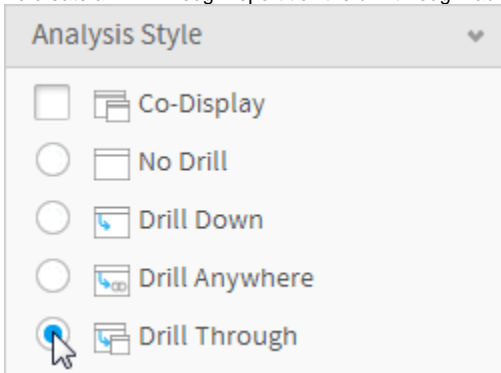 Analysis Style
Co-Display
No Drill
Drill Down
Drill Anywhere
Drill Through